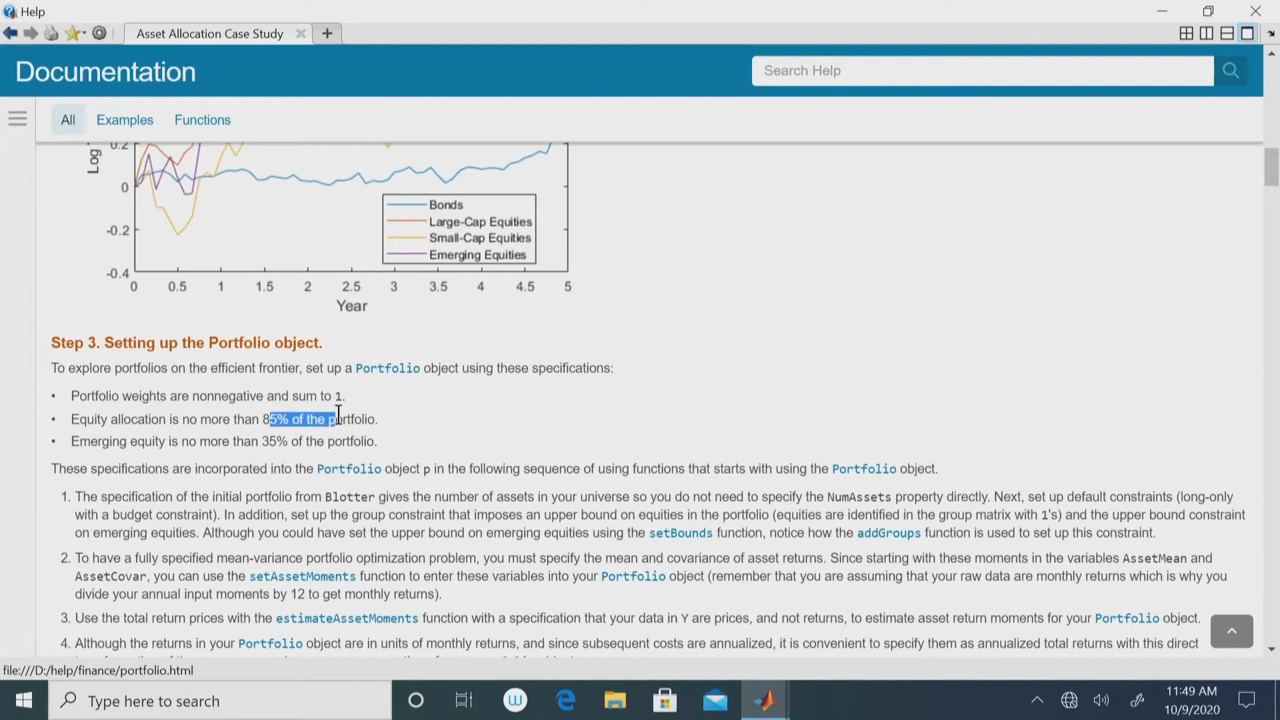 Help
Asset Allocation Case Study
Documentation
Search Help
All Examples Functions
Log
0.2
0
-0.2
-0.4
Bonds
Large-Cap Equities
Small-Cap Equities
Emerging Equities
0 0.5 1 1.5 2 2.5 3 3.5 4 4.5 5
Year
Step 3. Setting up the Portfolio object.
To explore portfolios on the efficient frontier, set up a Portfolio object using these specifications:
• Portfolio weights are nonnegative and sum to 1.
• Equity allocation is no more than 85% of the portfolio.
• Emerging equity is no more than 35% of the portfolio.
These specifications are incorporated into the Portfolio object p in the following sequence of using functions that starts with using the Portfolio object.
1. The specification of the initial portfolio from Blotter gives the number of assets in your universe so you do not need to specify the NumAssets property directly. Next, set up default constraints (long-only
with a budget constraint). In addition, set up the group constraint that imposes an upper bound on equities in the portfolio (equities are identified in the group matrix with 1's) and the upper bound constraint
on emerging equities. Although you could have set the upper bound on emerging equities using the setBounds function, notice how the addGroups function is used to set up this constraint.
2. To have a fully specified mean-variance portfolio optimization problem, you must specify the mean and covariance of asset returns. Since starting with these moments in the variables AssetMean and
AssetCovar, you can use the setAssetMoments function to enter these variables into your Portfolio object (remember that you are assuming that your raw data are monthly returns which is why you
divide your annual input moments by 12 to get monthly returns).
3. Use the total return prices with the estimateAssetMoments function with a specification that your data in Y are prices, and not returns, to estimate asset return moments for your Portfolio object.
4. Although the returns in your Portfolio object are in units of monthly returns, and since subsequent costs are annualized, it is convenient to specify them as annualized total returns with this direct
file:///D:/help/finance/portfolio.html
Type here to search
11:49 AM
10/9/2020